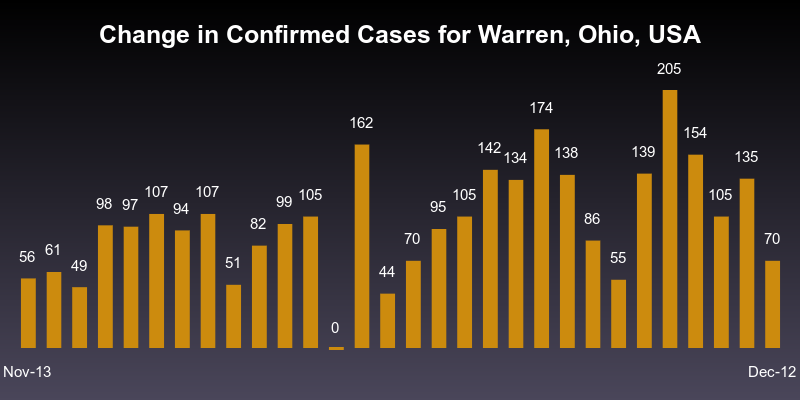 Change in Confirmed Cases for Warren, Ohio, USA
56 61 49 98 97 107 94 107 51 82 99 105 0 162 44 70 95 105 142 134 174 138 86 55 139 205 154 105 135 70
Nov-13 Dec-12